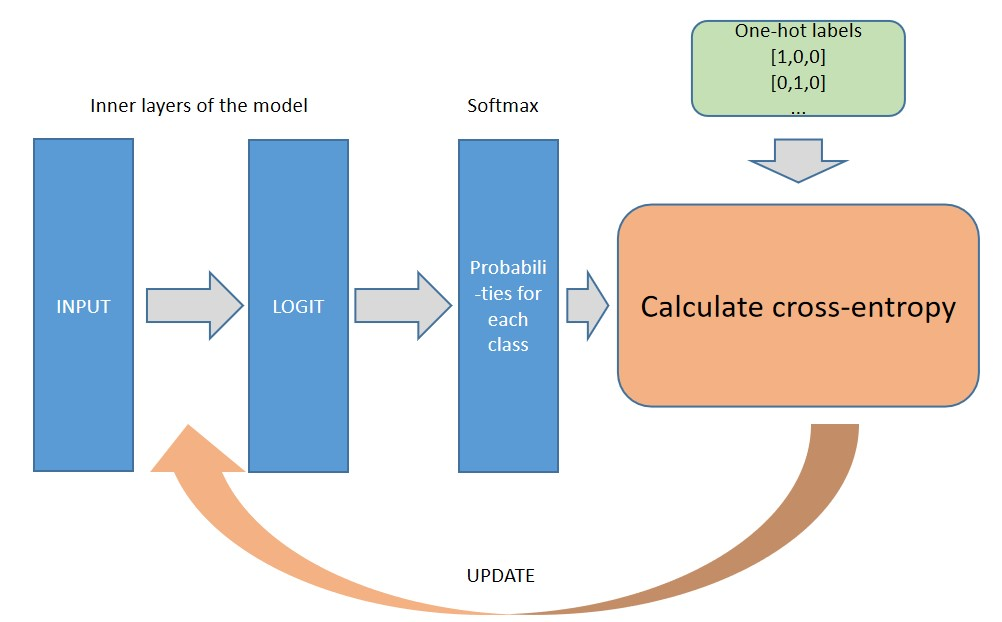 One-hot labels
[1,0,0]
[0,1,0]
...
Inner layers of the model
Softmax
INPUT
LOGIT
Probabili
-ties for
each
class
Calculate cross-entropy
UPDATE